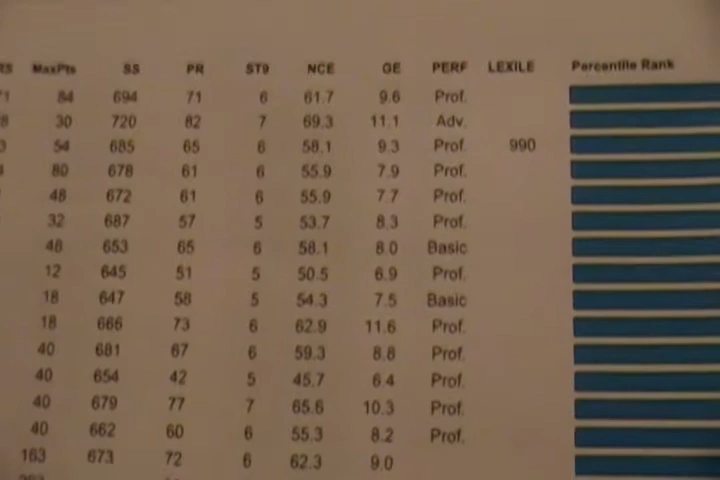 RS MaxPts SS PR ST9 NCE GE PERF LEXILE Percentile Rank
71 84 694 71 6 61.7 9.6 Prof.
8 30 720 82 7 69.3 11.1 Adv.
3 54 685 65 6 58.1 9.3 Prof. 990
80 678 61 6 55.9 7.9 Prof.
48 672 61 6 55.9 7.7 Prof.
32 687 57 5 53.7 8.3 Prof.
48 653 65 6 58.1 8.0 Basic
12 645 51 5 50.5 6.9 Prof.
18 647 58 5 54.3 7.5 Basic
18 666 73 6 62.9 11.6 Prof.
40 681 67 6 59.3 8.8 Prof.
40 654 42 5 45.7 6.4 Prof.
40 679 77 7 65.6 10.3 Prof.
40 662 60 6 55.3 8.2 Prof.
163 673 72 6 62.3 9.0